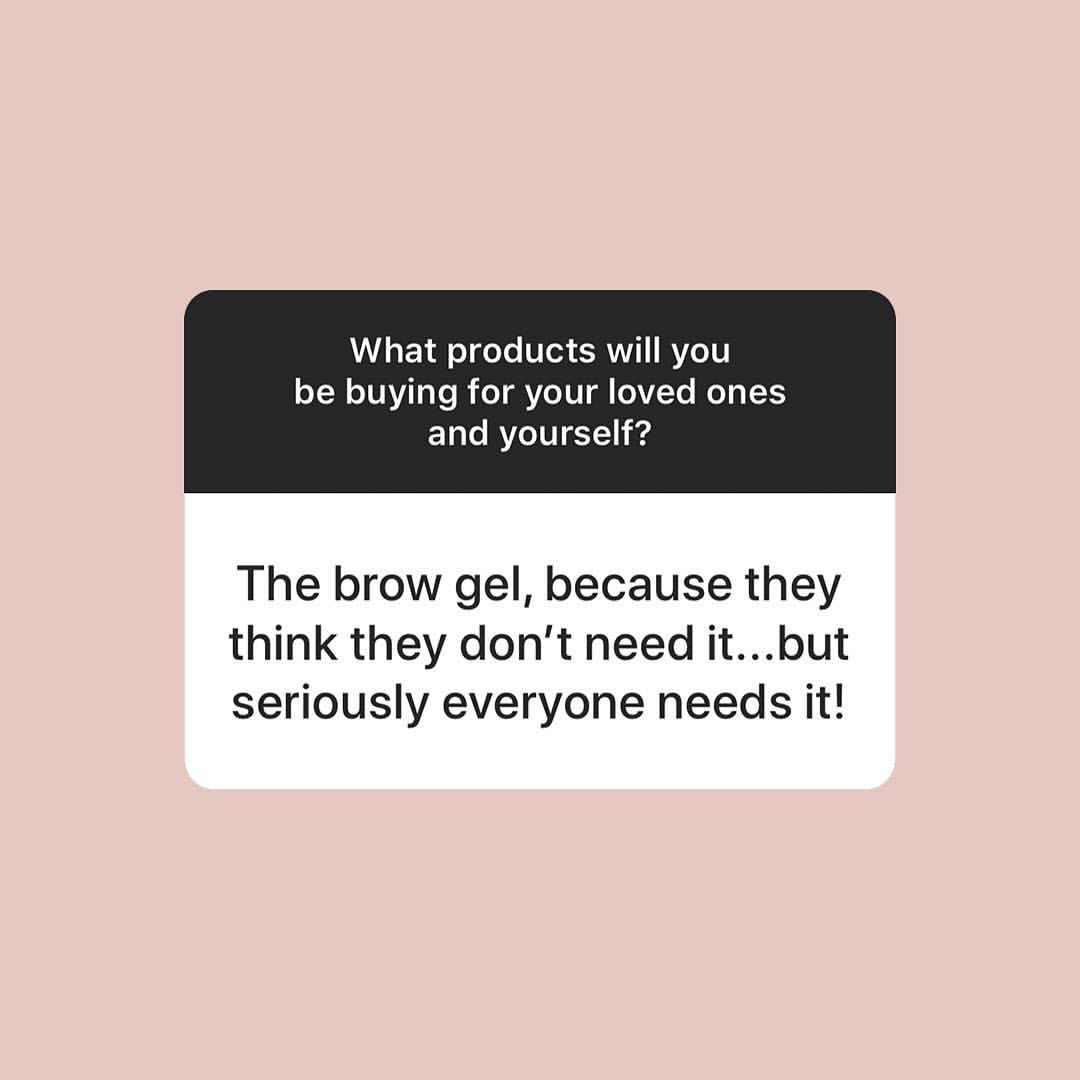 What products will you
be buying for your loved ones
and yourself?
The brow gel, because they
think they don’t need it...but
seriously everyone needs it!